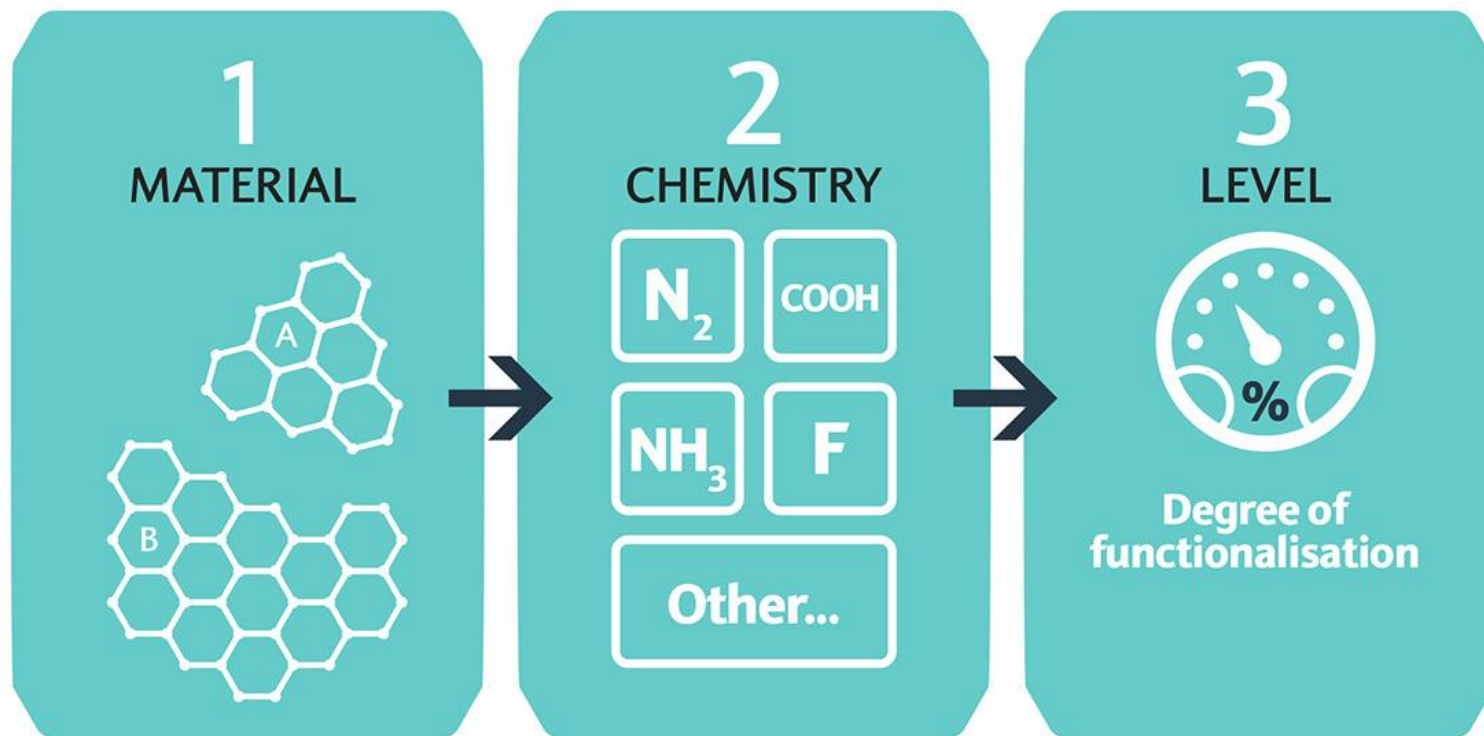 1
MATERIAL
A
B
2
CHEMISTRY
N₂
COOH
NH₃
F
Other...
3
LEVEL
%
Degree of
functionalisation